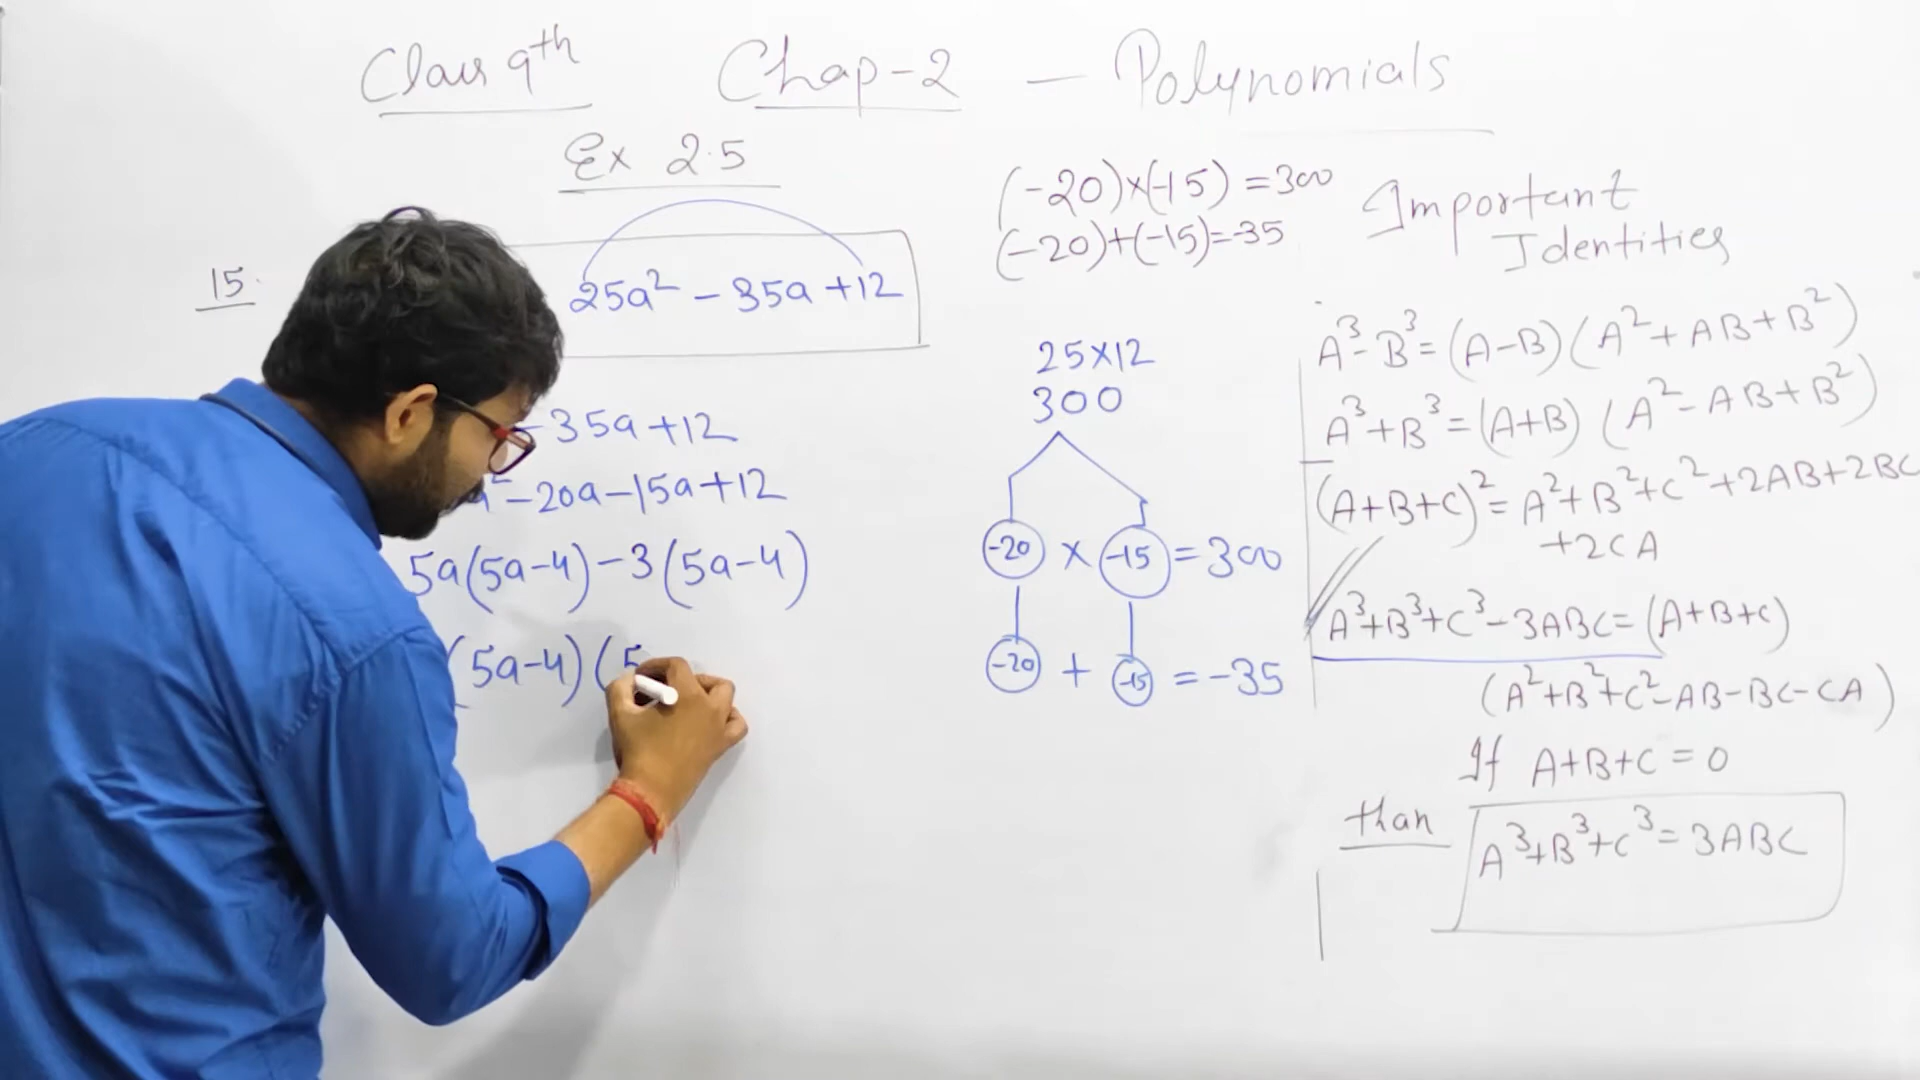 Class 9th Chap-2 — Polynomials
Ex 2.5
15.
25a² - 35a + 12
- 35a + 12
a² - 20a - 15a + 12
5a(5a-4) - 3(5a-4)
(5a-4)(5
(-20)×(-15) = 300
(-20)+(-15)=-35
25×12
300
-20 × -15 = 300
-20 + -15 = -35
Important
Identities
A³-B³ = (A-B)(A²+AB+B²)
A³+B³ = (A+B) (A²-AB+B²)
(A+B+C)² = A²+B²+C²+2AB+2BC
+2CA
A³+B³+C³-3ABC = (A+B+C)
(A²+B²+C²-AB-BC-CA)
If A+B+C = 0
than A³+B³+C³ = 3ABC